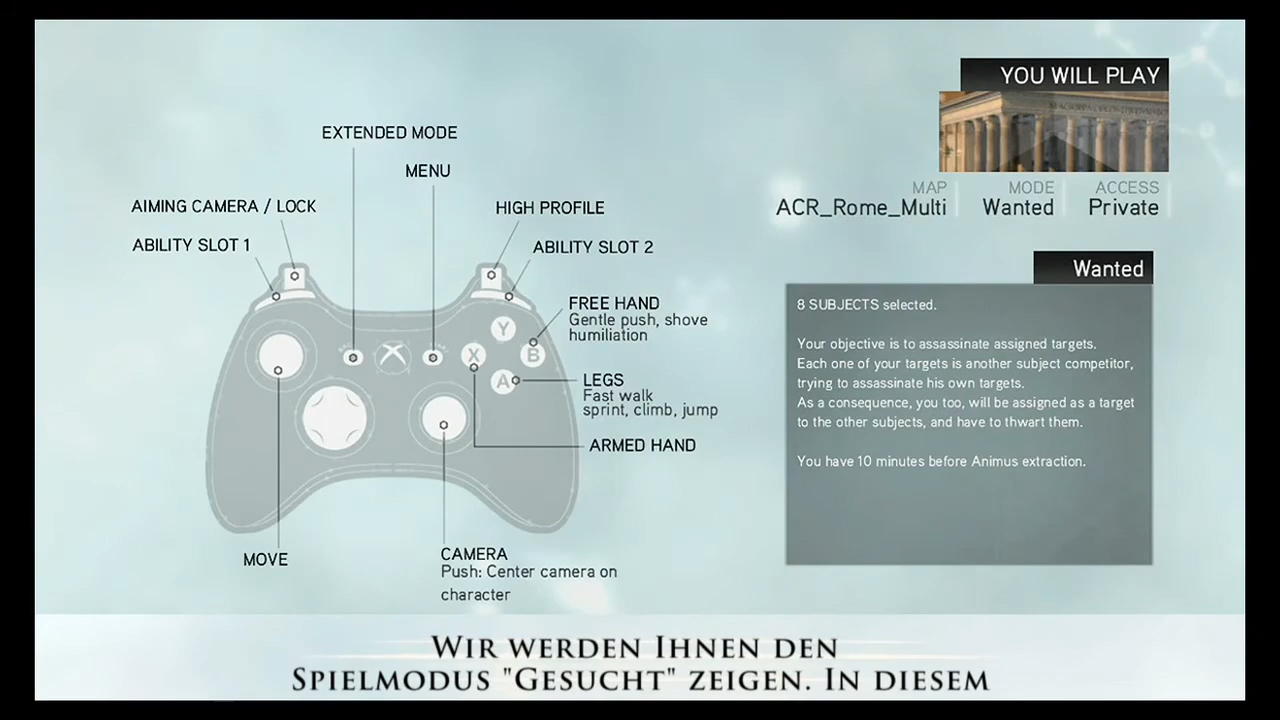 YOU WILL PLAY
MAP
ACR_Rome_Multi
MODE
Wanted
ACCESS
Private
EXTENDED MODE
MENU
AIMING CAMERA / LOCK
ABILITY SLOT 1
HIGH PROFILE
ABILITY SLOT 2
FREE HAND
Gentle push, shove
humiliation
Y
X
B
A
LEGS
Fast walk
sprint, climb, jump
ARMED HAND
MOVE
CAMERA
Push: Center camera on
character
Wanted
8 SUBJECTS selected.
Your objective is to assassinate assigned targets.
Each one of your targets is another subject competitor,
trying to assassinate his own targets.
As a consequence, you too, will be assigned as a target
to the other subjects, and have to thwart them.
You have 10 minutes before Animus extraction.
WIR WERDEN IHNEN DEN
SPIELMODUS "GESUCHT" ZEIGEN. IN DIESEM